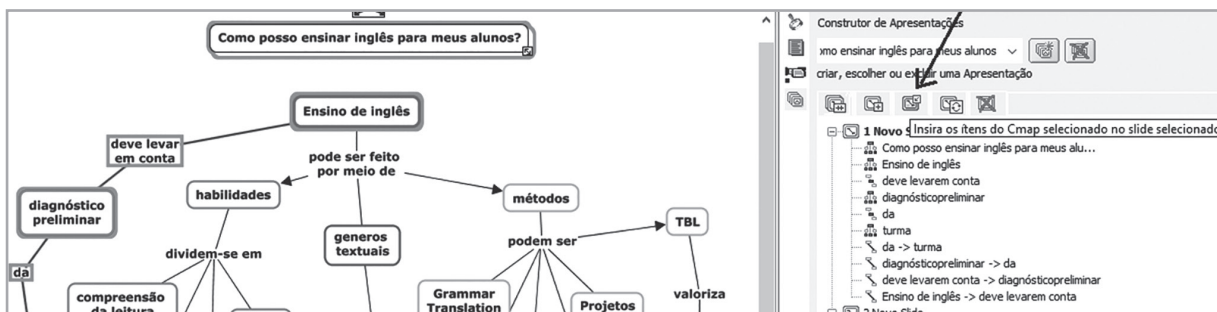 Como posso ensinar inglês para meus alunos?
Ensino de inglês
deve levar
em conta
pode ser feito
por meio de
diagnóstico
preliminar
habilidades
métodos
generos
textuais
TBL
dividem-se em
podem ser
da
compreensão
da leitura
Grammar
Translation
Projetos
valoriza
Construtor de Apresentações
omo ensinar inglês para meus alunos
criar, escolher ou excluir uma Apresentação
1 Novo S
Insira os ítens do Cmap selecionado no slide selecionado
Como posso ensinar inglês para meus alu...
Ensino de inglês
deve levarem conta
diagnósticopreliminar
da
turma
da -> turma
diagnósticopreliminar -> da
deve levarem conta -> diagnósticopreliminar
Ensino de inglês -> deve levarem conta
2 Novo Slide